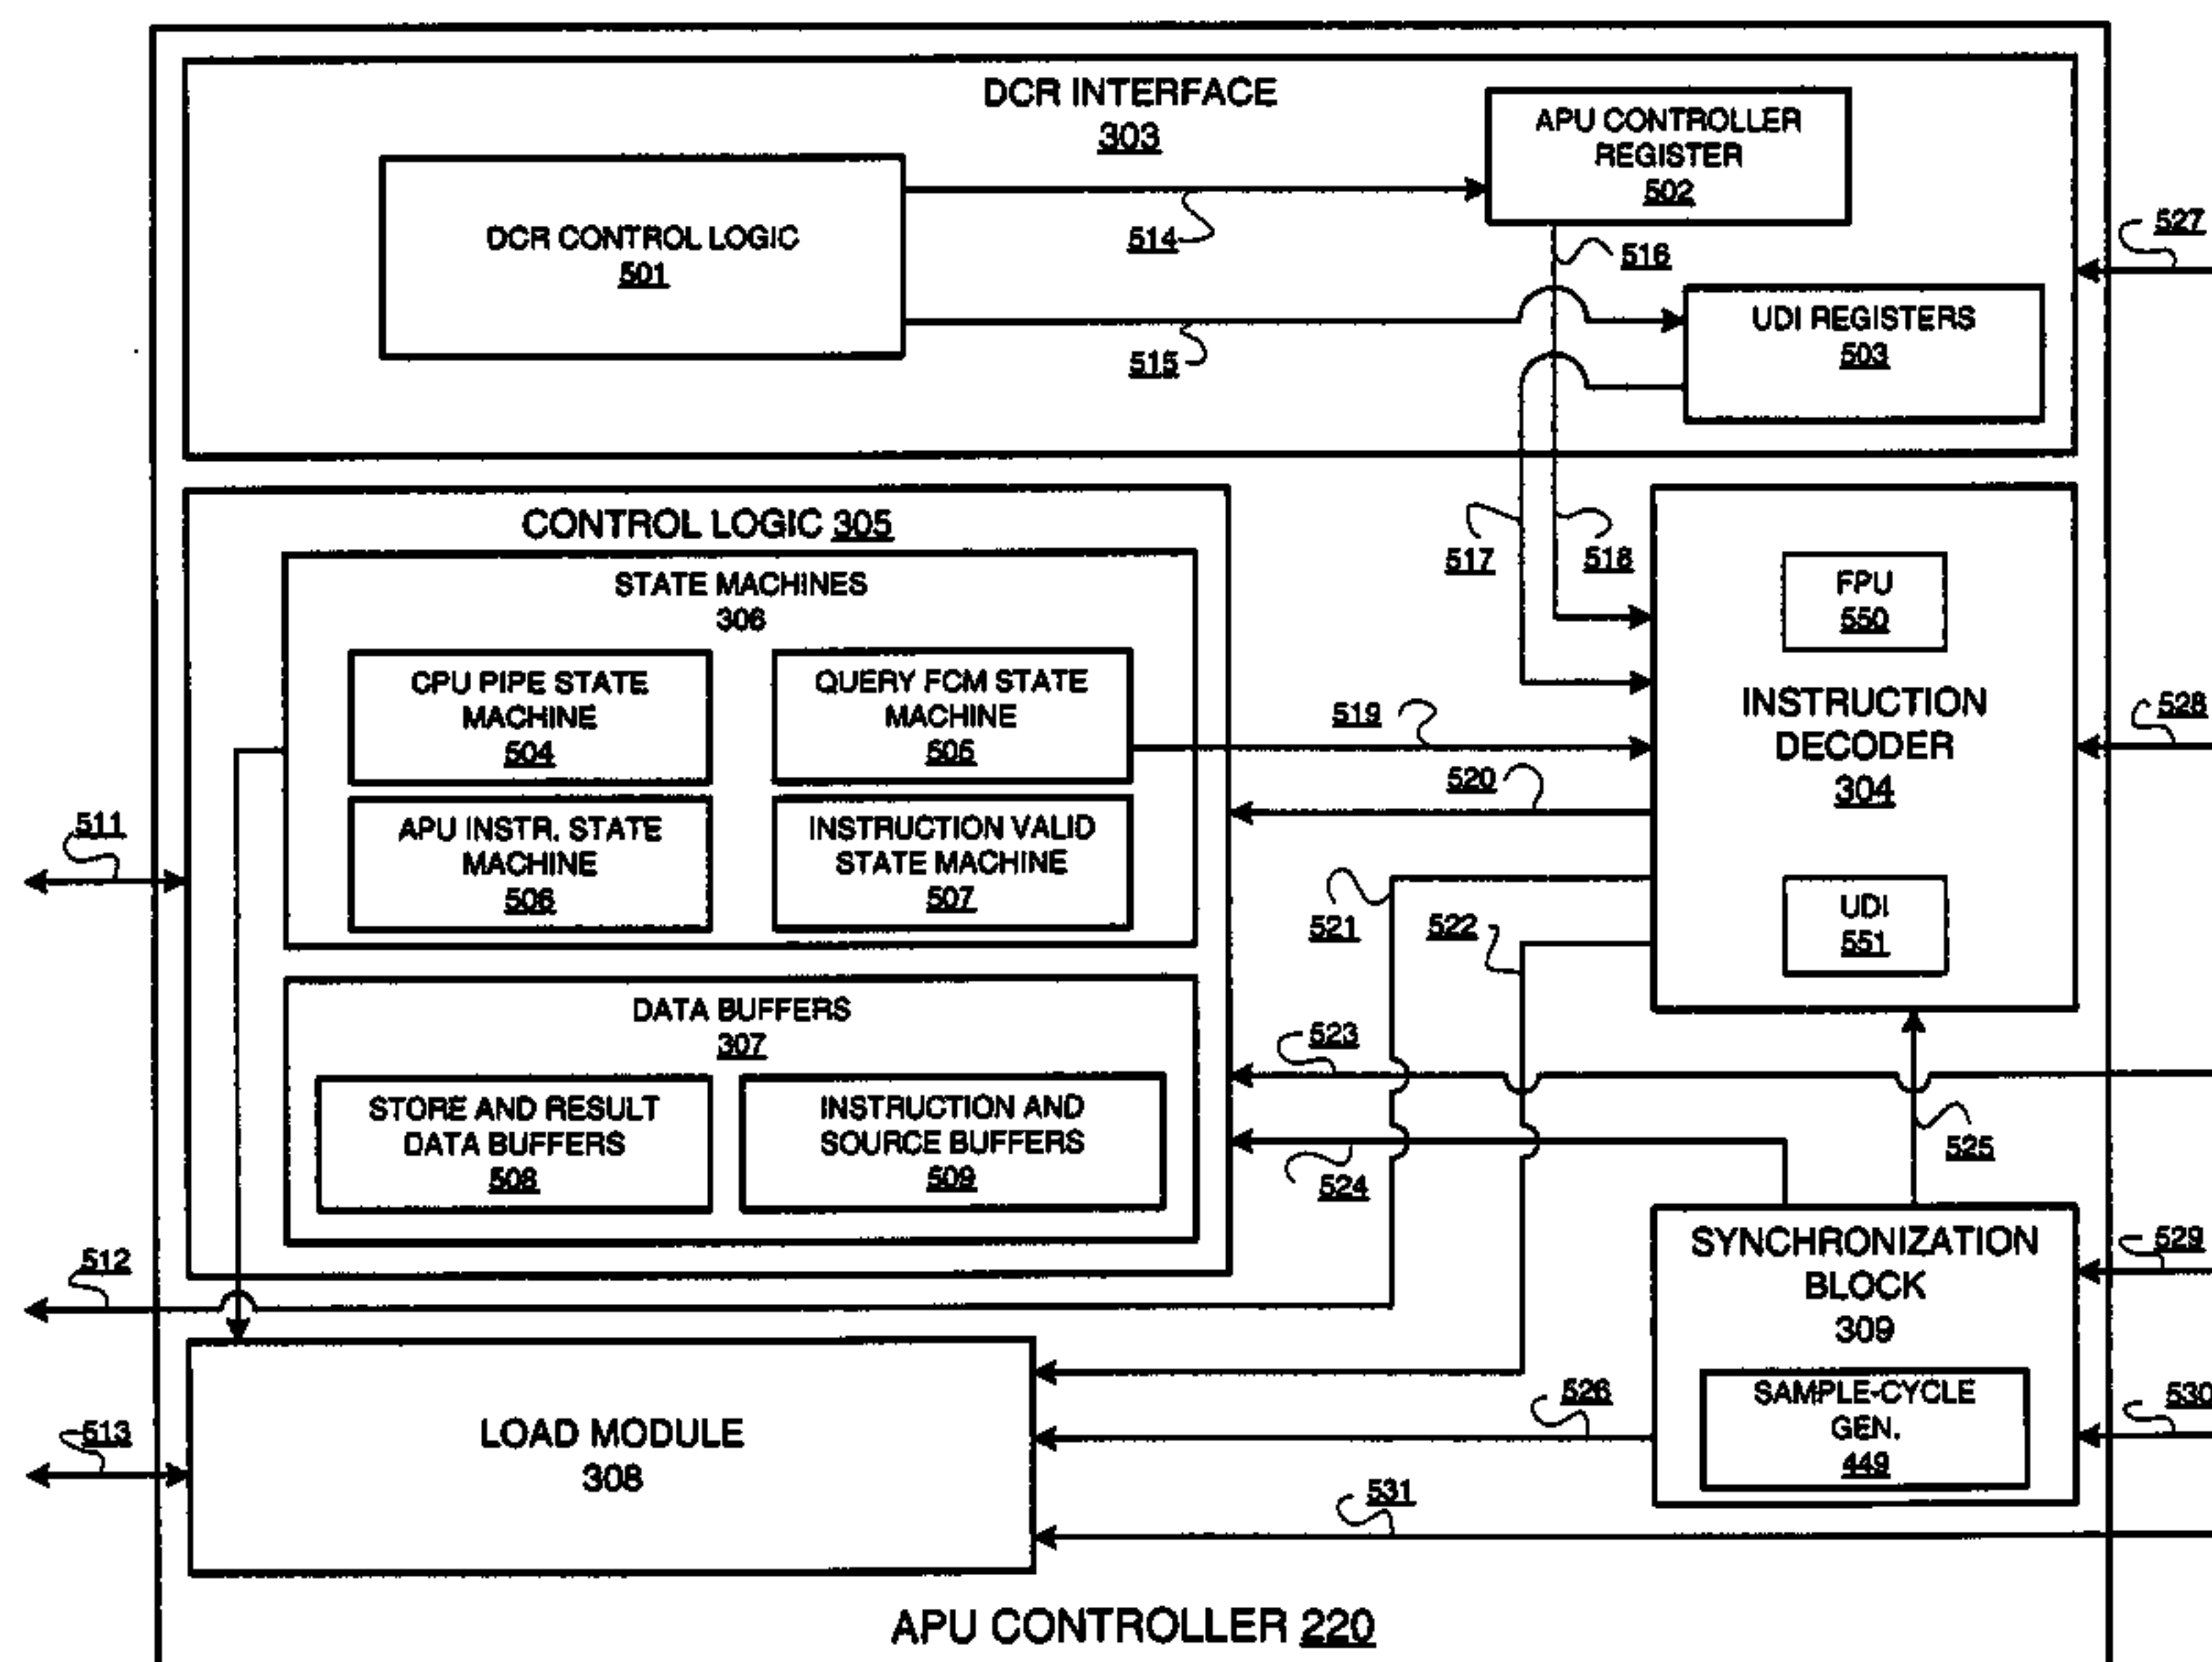 DCR INTERFACE
303
APU CONTROLLER
REGISTER
502
DCR CONTROL LOGIC
501
514
516
527
UDI REGISTERS
503
515
CONTROL LOGIC 305
STATE MACHINES
306
517
518
FPU
550
CPU PIPE STATE
MACHINE
504
QUERY FCM STATE
MACHINE
505
519
520
INSTRUCTION
DECODER
304
528
511
APU INSTR. STATE
MACHINE
506
INSTRUCTION VALID
STATE MACHINE
507
521
522
UDI
551
DATA BUFFERS
307
523
STORE AND RESULT
DATA BUFFERS
508
INSTRUCTION AND
SOURCE BUFFERS
509
524
525
512
SYNCHRONIZATION
BLOCK
309
529
513
LOAD MODULE
308
526
SAMPLE-CYCLE
GEN.
449
530
531
APU CONTROLLER 220